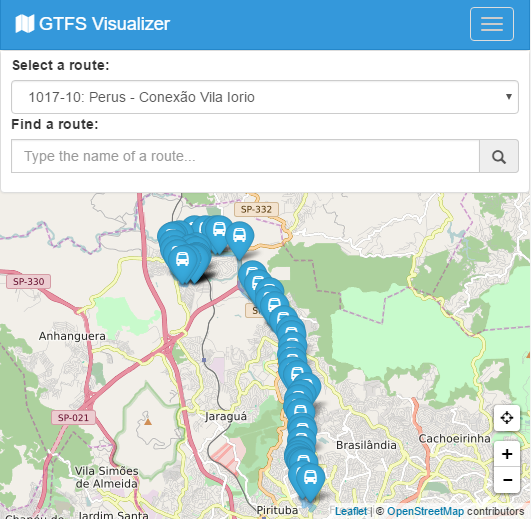 GTFS Visualizer
Select a route:
1017-10: Perus - Conexão Vila Iorio
Find a route:
Type the name of a route...
SP-332
SP-330
Anhanguera
SP-021
Jaraguá
Brasilândia
Cachoeirinha
Vila Simões
de Almeida
Jardim Santa
Pirituba
+
−
Leaflet | © OpenStreetMap contributors